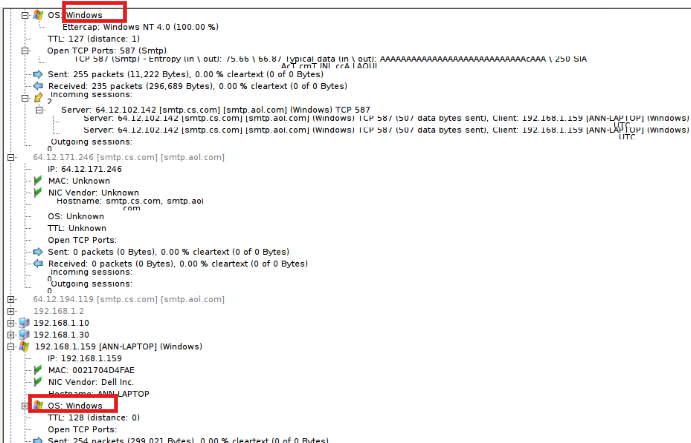 OS: Windows
Ettercap: Windows NT 4.0 (100.00 %)
TTL: 127 (distance: 1)
Open TCP Ports: 587 (Smtp)
TCP 587 (Smtp) - Entropy (in \ out): 75.66 \ 66.87 Typical data (in \ out):
Sent: 255 packets (11,222 Bytes), 0.00 % cleartext (0 of 0 Bytes)
Received: 235 packets (296,689 Bytes), 0.00 % cleartext (0 of 0 Bytes)
Incoming sessions:
2
Server: 64.12.102.142 [smtp.cs.com] [smtp.aol.com] (Windows) TCP 587
Server: 64.12.102.142 [smtp.cs.com] [smtp.aol.com] (Windows) TCP 587 (507 data bytes sent), Client: 192.168.1.159 [ANN-LAPTOP] (Windows)
UTC
Server: 64.12.102.142 [smtp.cs.com] [smtp.aol.com] (Windows) TCP 587 (507 data bytes sent), Client: 192.168.1.159 [ANN-LAPTOP] (Windows)
UTC
Outgoing sessions:
0
64.12.171.246 [smtp.cs.com] [smtp.aol.com]
IP: 64.12.171.246
MAC: Unknown
NIC Vendor: Unknown
Hostname: smtp.cs.com, smtp.aol
com
OS: Unknown
TTL: Unknown
Open TCP Ports:
Sent: 0 packets (0 Bytes), 0.00 % cleartext (0 of 0 Bytes)
Received: 0 packets (0 Bytes), 0.00 % cleartext (0 of 0 Bytes)
Incoming sessions:
0
Outgoing sessions:
0
64.12.194.119 [smtp.cs.com] [smtp.aol.com]
192.168.1.2
192.168.1.10
192.168.1.30
192.168.1.159 [ANN-LAPTOP] (Windows)
IP: 192.168.1.159
MAC: 0021704D4FAE
NIC Vendor: Dell Inc.
Hostname: ANN-LAPTOP
OS: Windows
TTL: 128 (distance: 0)
Open TCP Ports:
Sent: 254 packets (299,021 Bytes), 0.00 % cleartext (0 of 0 Bytes)